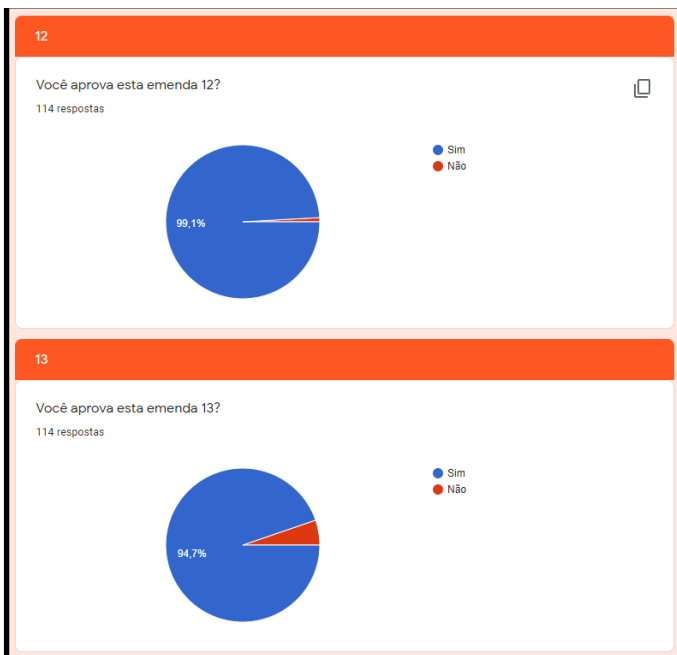 12
Você aprova esta emenda 12?
114 respostas
Sim
Não
99,1%
13
Você aprova esta emenda 13?
114 respostas
Sim
Não
94,7%